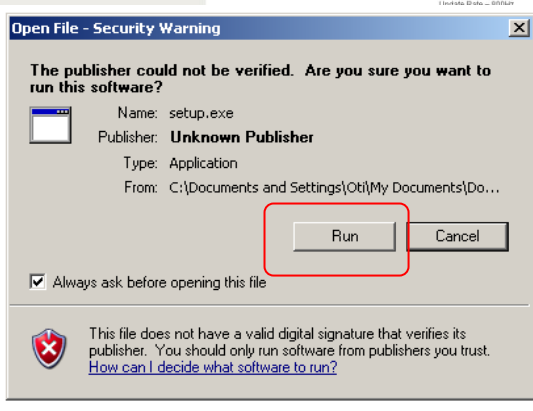 Update Rate – 800Hz
Open File - Security Warning
The publisher could not be verified. Are you sure you want to
run this software?
Name: setup.exe
Publisher: Unknown Publisher
Type: Application
From: C:\Documents and Settings\Oti\My Documents\Do...
Run Cancel
Always ask before opening this file
This file does not have a valid digital signature that verifies its
publisher. You should only run software from publishers you trust.
How can I decide what software to run?